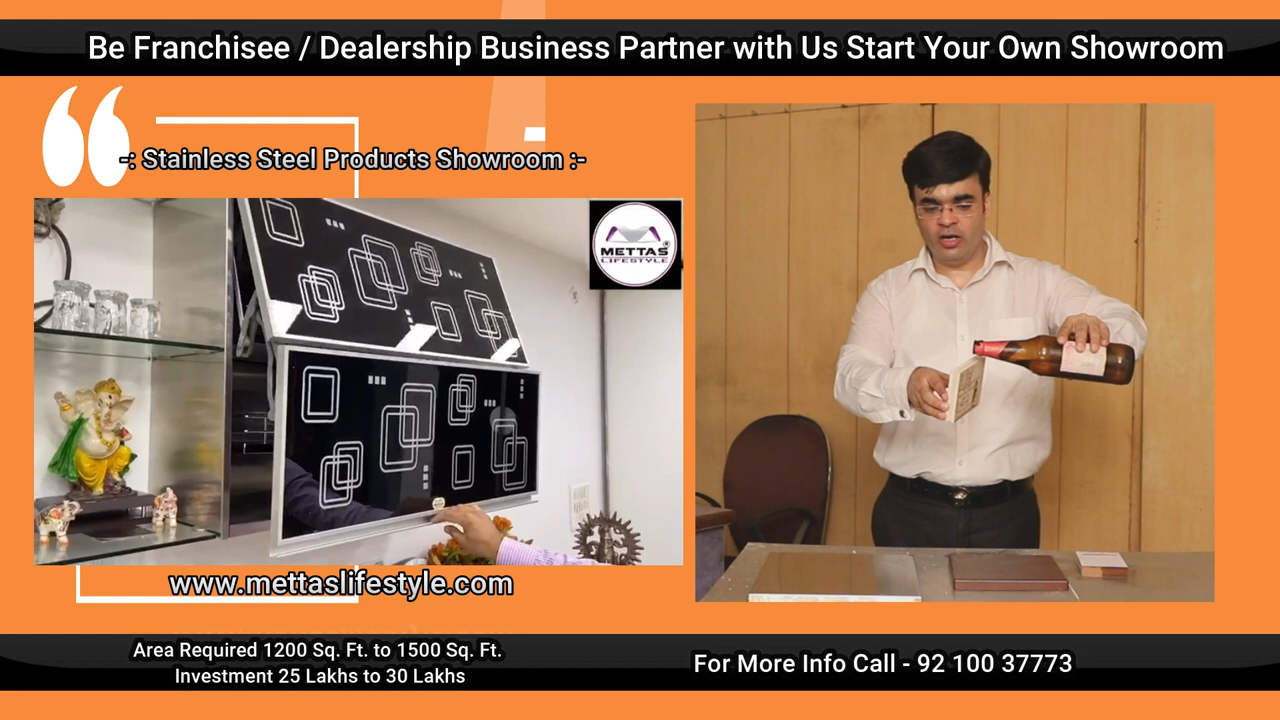 Be Franchisee / Dealership Business Partner with Us Start Your Own Showroom
-: Stainless Steel Products Showroom :-
METTAS®
LIFESTYLE
www.mettaslifestyle.com
Area Required 1200 Sq. Ft. to 1500 Sq. Ft.
Investment 25 Lakhs to 30 Lakhs
For More Info Call - 92 100 37773